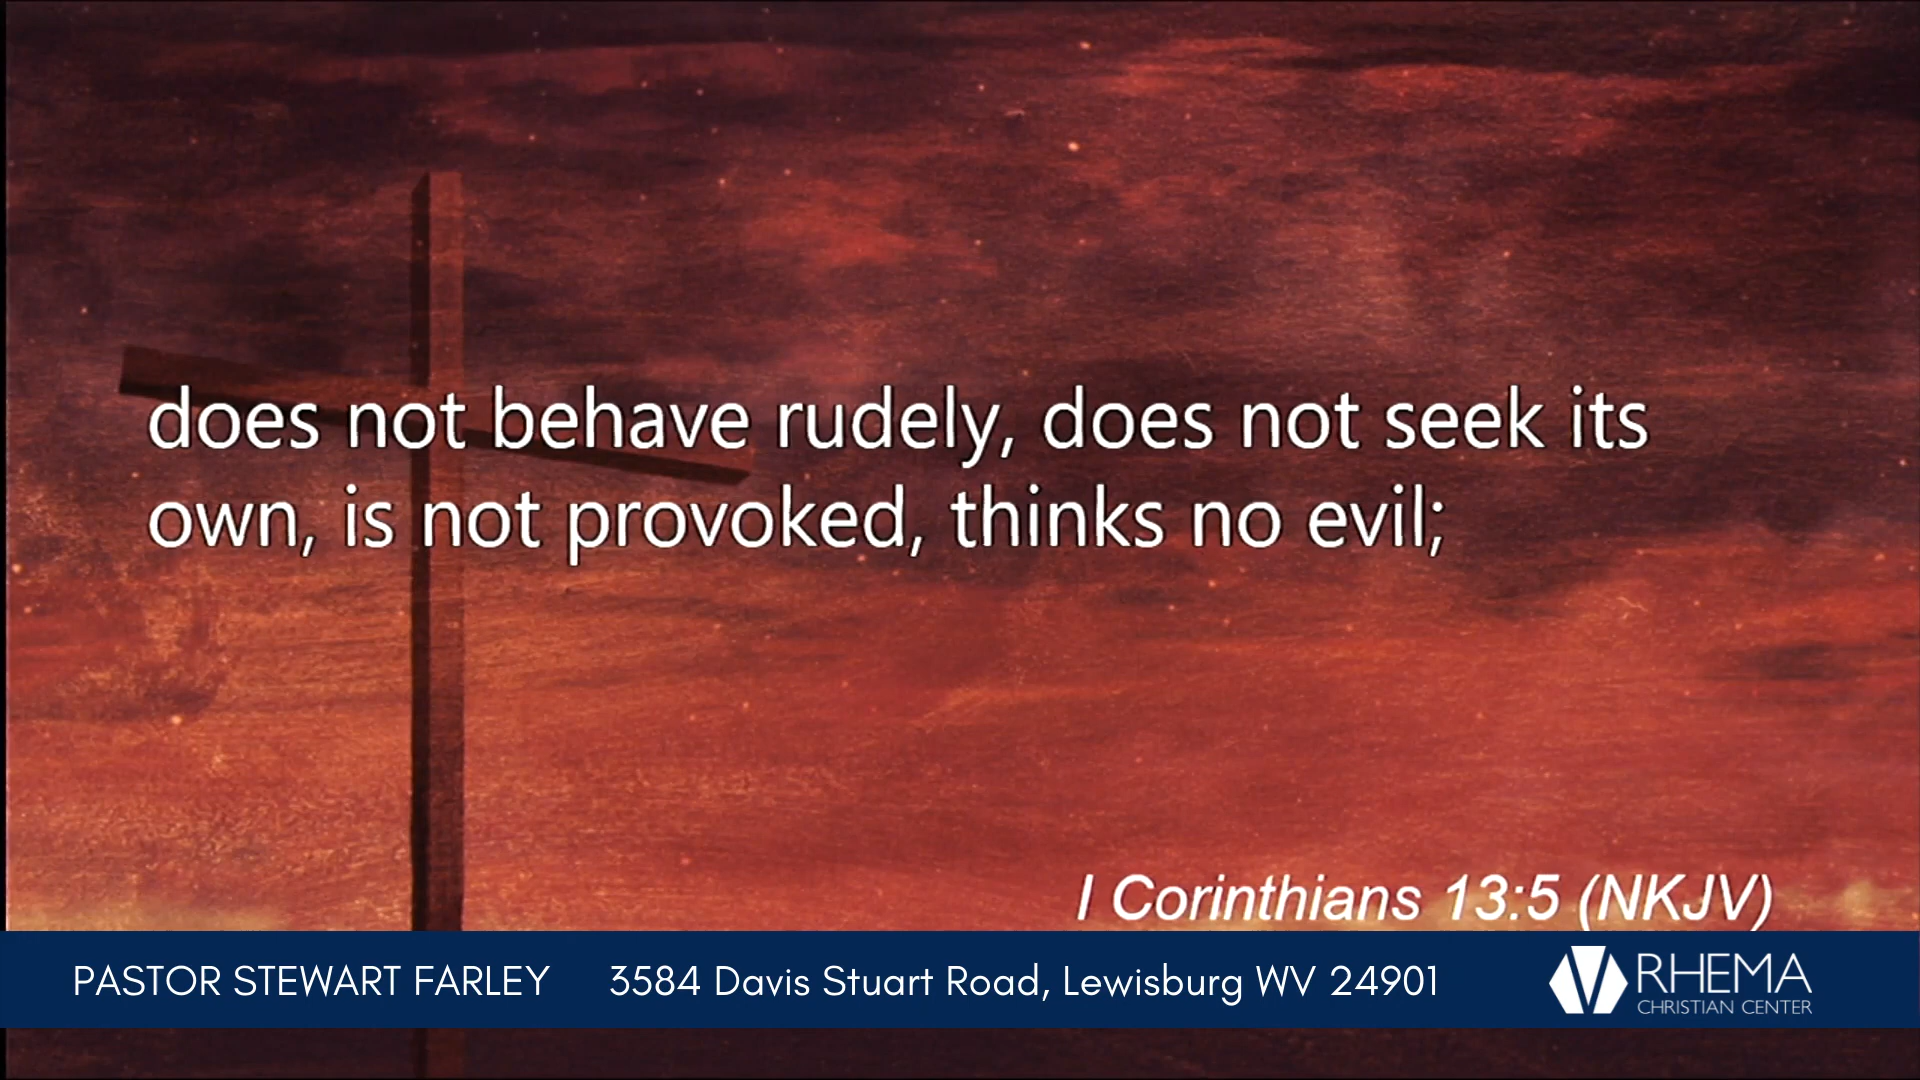 does not behave rudely, does not seek its
own, is not provoked, thinks no evil;
I Corinthians 13:5 (NKJV)
PASTOR STEWART FARLEY 3584 Davis Stuart Road, Lewisburg WV 24901
RHEMA
CHRISTIAN CENTER